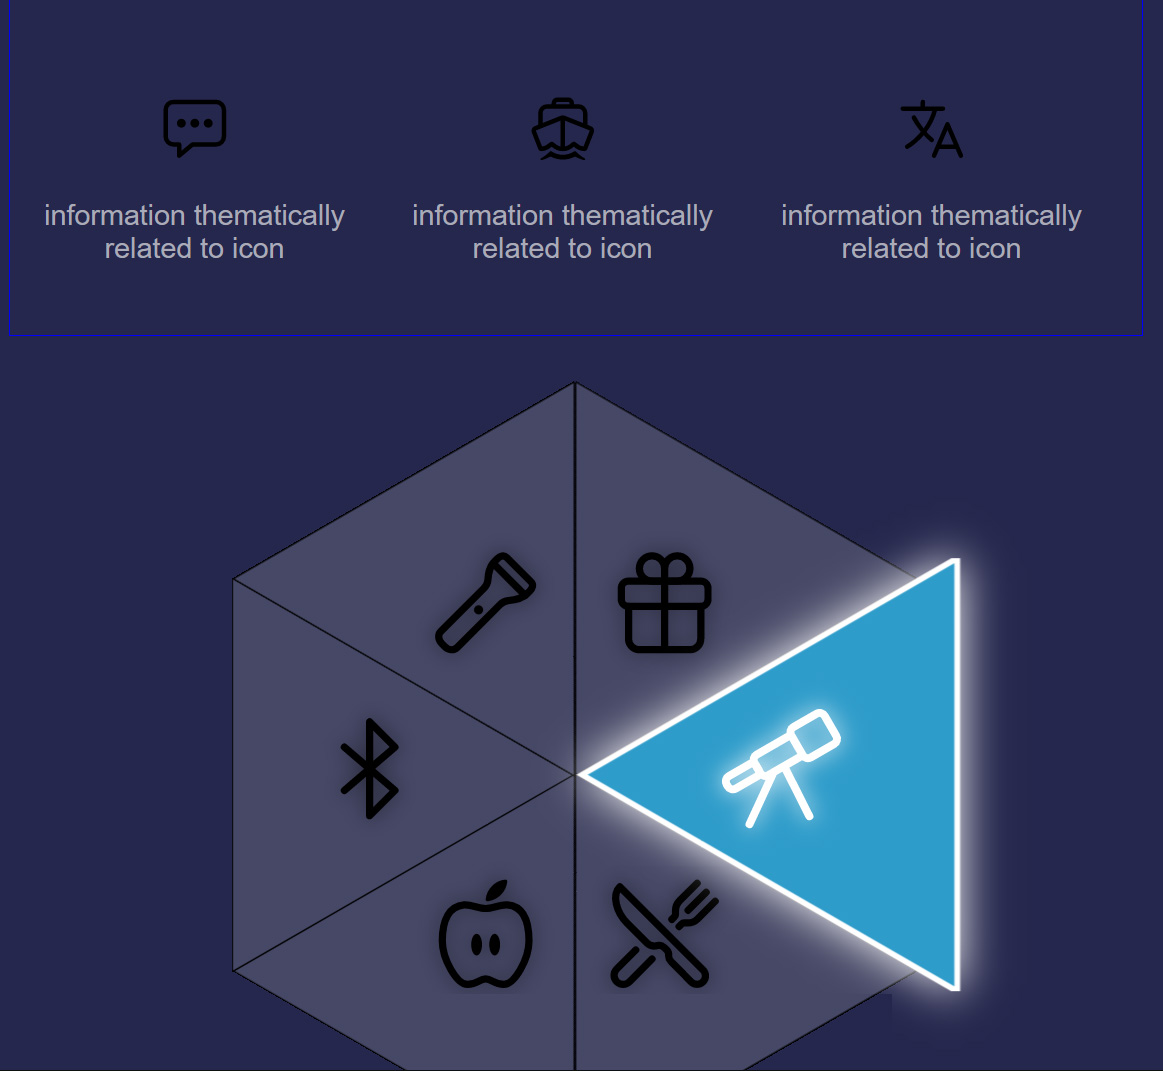 information thematically
related to icon
information thematically
related to icon
information thematically
related to icon